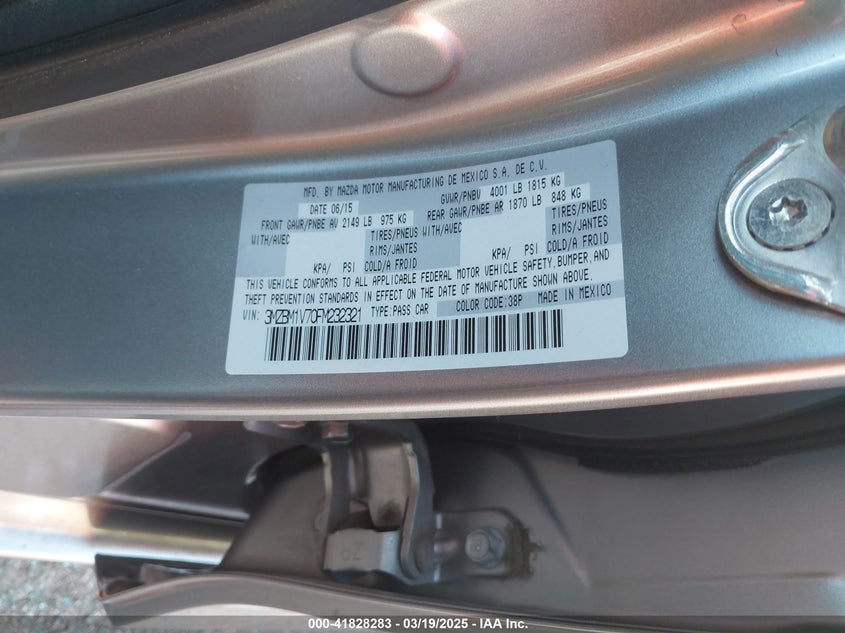 MFD. BY MAZDA MOTOR MANUFACTURING DE MEXICO S.A. DE C.V.
DATE 06/15 GVWR/PNBV 4001 LB 1815 KG
FRONT GAWR/PNBE AV 2149 LB 975 KG REAR GAWR/PNBE AR 1870 LB 848 KG
WITH/AVEC TIRES/PNEUS WITH/AVEC TIRES/PNEUS
RIMS/JANTES RIMS/JANTES
KPA/ PSI COLD/A FROID KPA/ PSI COLD/A FROID
THIS VEHICLE CONFORMS TO ALL APPLICABLE FEDERAL MOTOR VEHICLE SAFETY, BUMPER, AND
THEFT PREVENTION STANDARDS IN EFFECT ON THE DATE OF MANUFACTURE SHOWN ABOVE.
VIN: 3MZBM1V70FM232321 TYPE: PASS CAR COLOR CODE: 38P MADE IN MEXICO
000-41828283 - 03/19/2025 - IAA Inc.